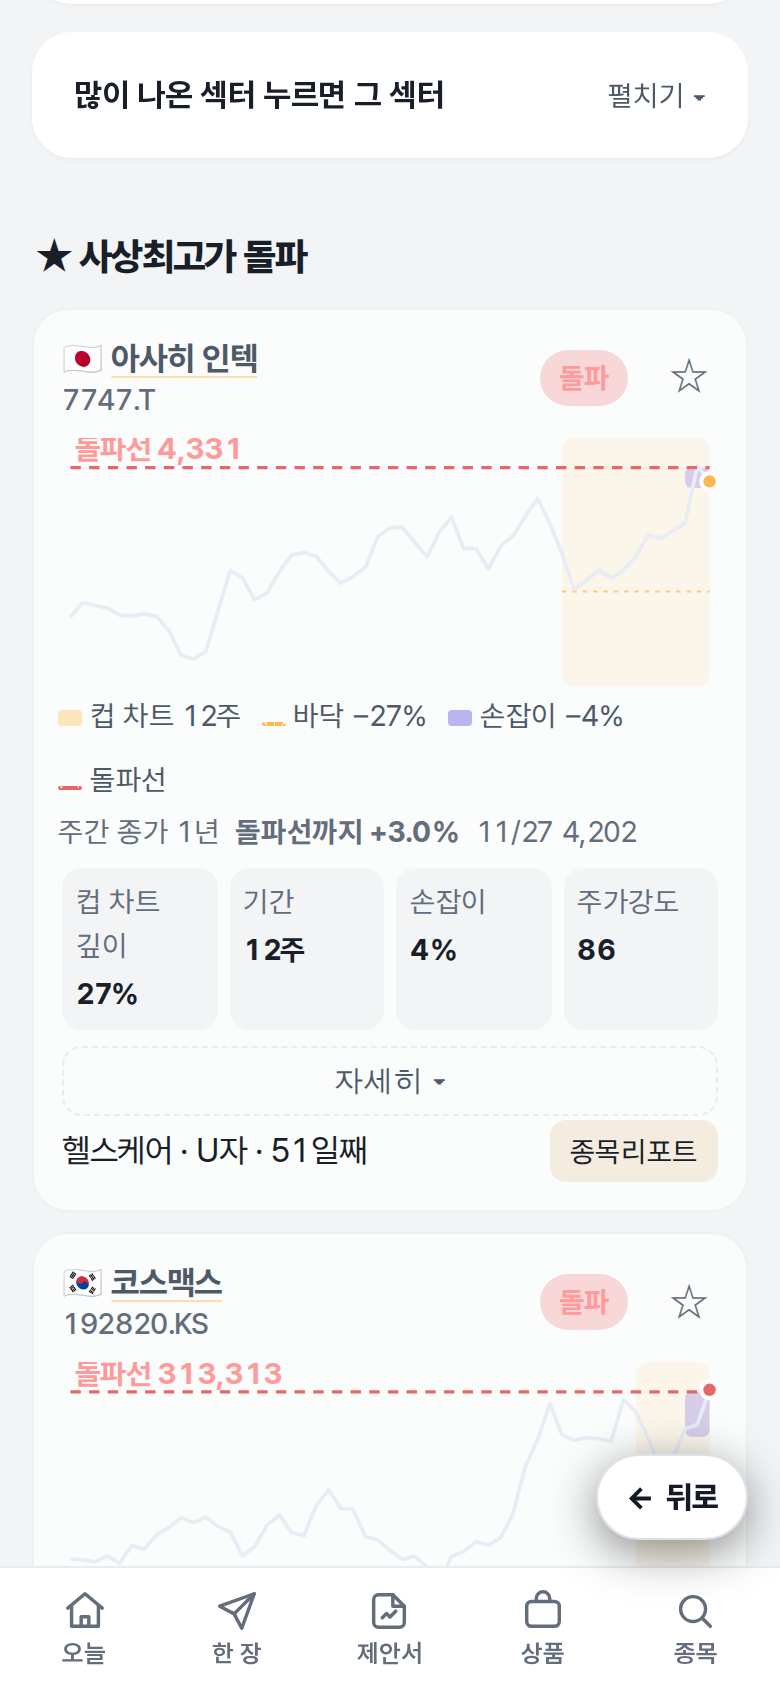 많이 나온 섹터 누르면 그 섹터
펼치기
★ 사상최고가 돌파
아사히 인텍
7747.T
돌파
돌파선 4,331
컵 차트 12주 바닥 −27% 손잡이 −4%
돌파선
주간 종가 1년 돌파선까지 +3.0% 11/27 4,202
컵 차트 깊이
27%
기간
12주
손잡이
4%
주가강도
86
자세히
헬스케어 · U자 · 51일째
종목리포트
코스맥스
192820.KS
돌파
돌파선 313,313
← 뒤로
오늘
한 장
제안서
상품
종목